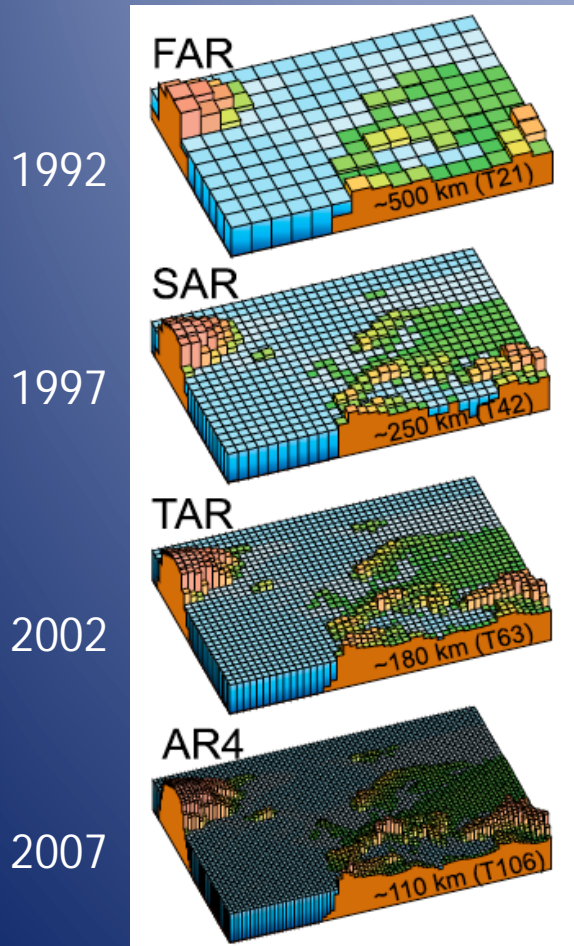 FAR
1992
~500 km (T21)
SAR
1997
~250 km (T42)
TAR
2002
~180 km (T63)
AR4
2007
~110 km (T106)